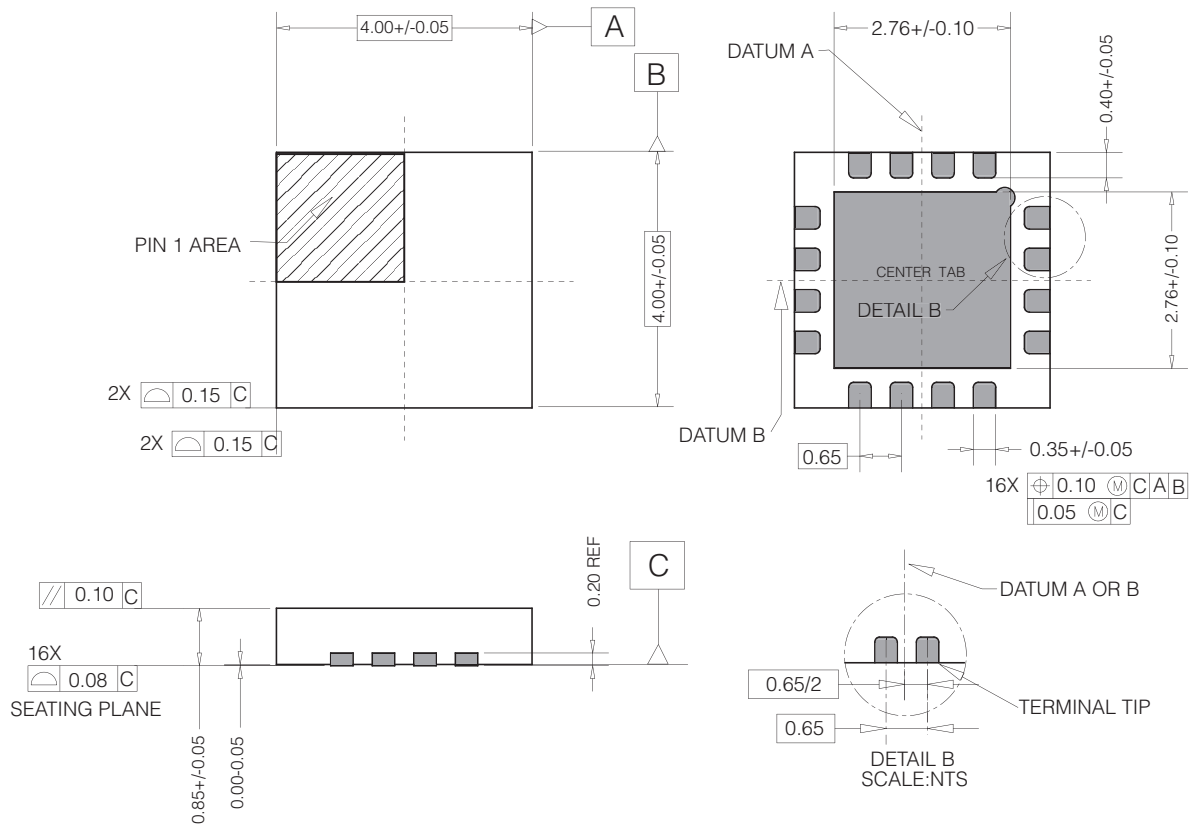 4.00+/-0.05
A
B
PIN 1 AREA
4.00+/-0.05
2X ⌓ 0.15 C
2X ⌓ 0.15 C
DATUM A
2.76+/-0.10
0.40+/-0.05
CENTER TAB
DETAIL B
2.76+/-0.10
DATUM B
0.65
0.35+/-0.05
16X ⌖ 0.10 Ⓜ C A B
0.05 Ⓜ C
// 0.10 C
16X
⌓ 0.08 C
SEATING PLANE
0.85+/-0.05
0.00-0.05
0.20 REF
C
DATUM A OR B
0.65/2
TERMINAL TIP
0.65
DETAIL B
SCALE:NTS